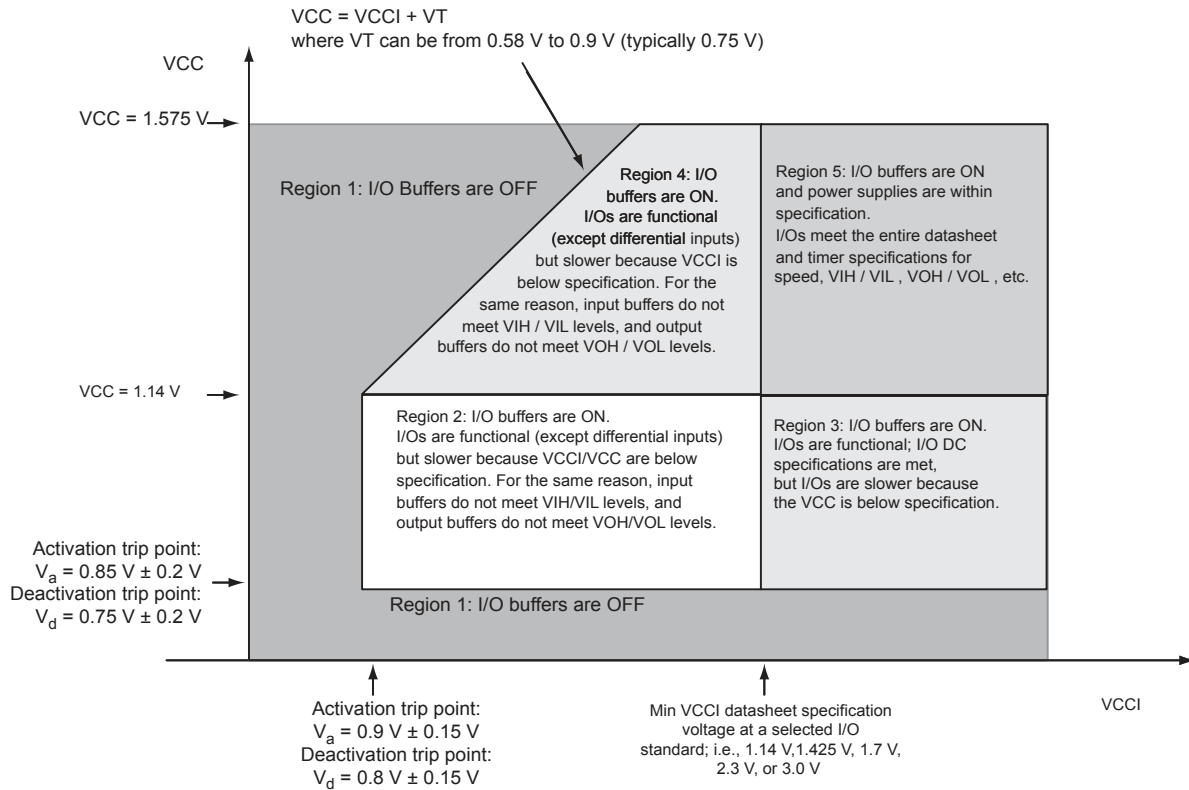 VCC = VCCI + VT
where VT can be from 0.58 V to 0.9 V (typically 0.75 V)
VCC
VCC = 1.575 V
Region 1: I/O Buffers are OFF
Region 4: I/O
buffers are ON.
I/Os are functional
(except differential inputs)
but slower because VCCI is
below specification. For the
same reason, input buffers do not
meet VIH / VIL levels, and output
buffers do not meet VOH / VOL levels.
Region 5: I/O buffers are ON
and power supplies are within
specification.
I/Os meet the entire datasheet
and timer specifications for
speed, VIH / VIL , VOH / VOL , etc.
VCC = 1.14 V
Region 2: I/O buffers are ON.
I/Os are functional (except differential inputs)
but slower because VCCI/VCC are below
specification. For the same reason, input
buffers do not meet VIH/VIL levels, and
output buffers do not meet VOH/VOL levels.
Region 3: I/O buffers are ON.
I/Os are functional; I/O DC
specifications are met,
but I/Os are slower because
the VCC is below specification.
Activation trip point:
Va = 0.85 V ± 0.2 V
Deactivation trip point:
Vd = 0.75 V ± 0.2 V
Region 1: I/O buffers are OFF
Activation trip point:
Va = 0.9 V ± 0.15 V
Deactivation trip point:
Vd = 0.8 V ± 0.15 V
Min VCCI datasheet specification
voltage at a selected I/O
standard; i.e., 1.14 V,1.425 V, 1.7 V,
2.3 V, or 3.0 V
VCCI